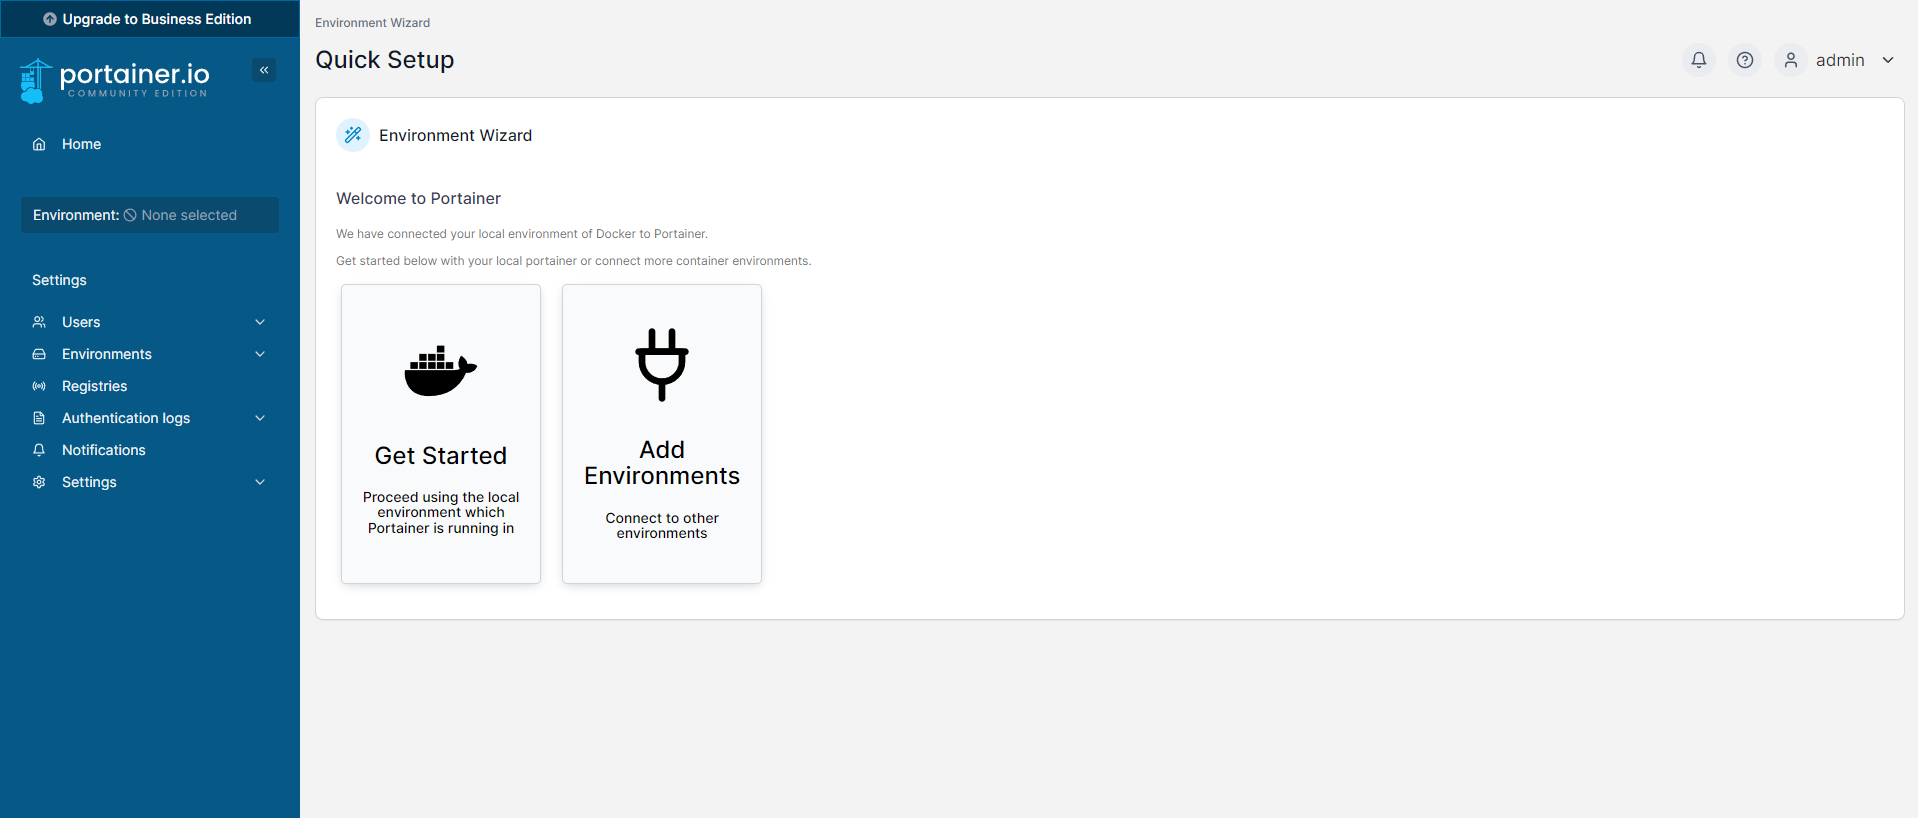 Upgrade to Business Edition
portainer.io
COMMUNITY EDITION
Home
Environment: None selected
Settings
Users
Environments
Registries
Authentication logs
Notifications
Settings
Environment Wizard
Quick Setup
admin
Environment Wizard
Welcome to Portainer
We have connected your local environment of Docker to Portainer.
Get started below with your local portainer or connect more container environments.
Get Started
Proceed using the local
environment which
Portainer is running in
Add
Environments
Connect to other
environments